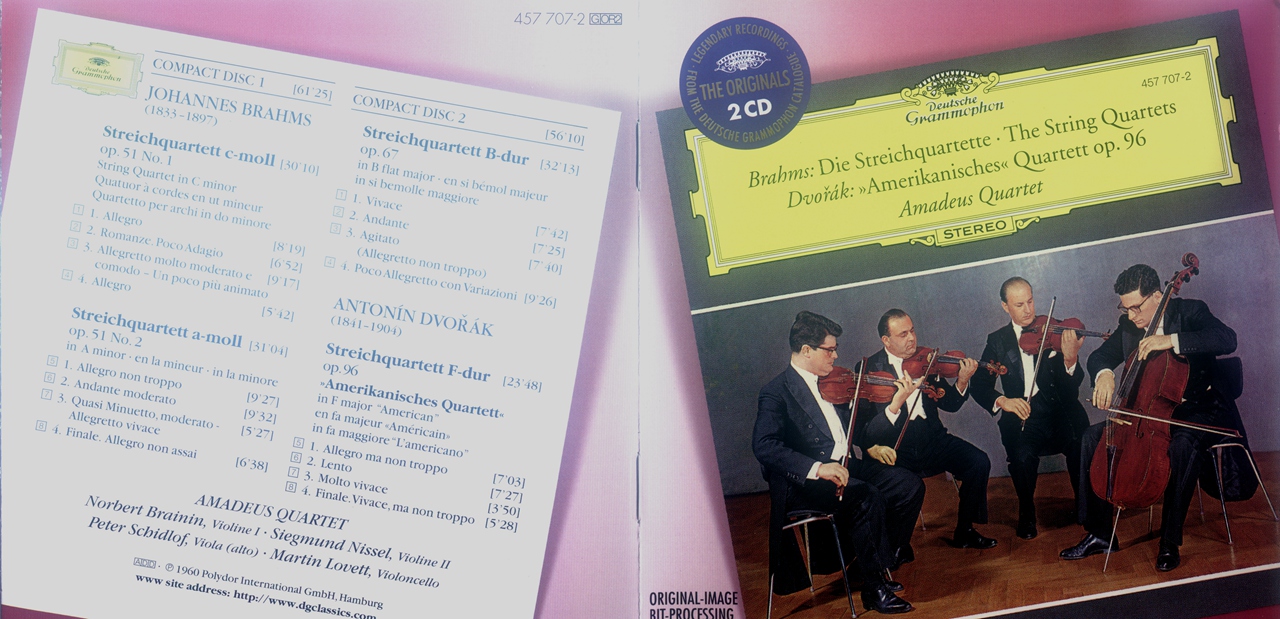 457 707-2 GOR2
Deutsche
Grammophon
COMPACT DISC 1 [61'25]
JOHANNES BRAHMS
(1833-1897)
Streichquartett c-moll [30'10]
op. 51 No. 1
String Quartet in C minor
Quatuor à cordes en ut mineur
Quartetto per archi in do minore
1 1. Allegro [8'19]
2 2. Romanze. Poco Adagio [6'52]
3 3. Allegretto molto moderato e [9'17]
comodo – Un poco più animato
4 4. Allegro [5'42]
Streichquartett a-moll [31'04]
op. 51 No. 2
in A minor · en la mineur · in la minore
5 1. Allegro non troppo [9'27]
6 2. Andante moderato [9'32]
7 3. Quasi Minuetto, moderato - [5'27]
Allegretto vivace
8 4. Finale. Allegro non assai [6'38]
COMPACT DISC 2 [56'10]
Streichquartett B-dur [32'13]
op. 67
in B flat major · en si bémol majeur
in si bemolle maggiore
1 1. Vivace [7'42]
2 2. Andante [7'25]
3 3. Agitato [7'40]
(Allegretto non troppo)
4 4. Poco Allegretto con Variazioni [9'26]
ANTONÍN DVOŘÁK
(1841-1904)
Streichquartett F-dur [23'48]
op. 96
»Amerikanisches Quartett«
in F major "American"
en fa majeur «Américain»
in fa maggiore "L'americano"
5 1. Allegro ma non troppo [7'03]
6 2. Lento [7'27]
7 3. Molto vivace [3'50]
8 4. Finale. Vivace, ma non troppo [5'28]
AMADEUS QUARTET
Norbert Brainin, Violine I · Siegmund Nissel, Violine II
Peter Schidlof, Viola (alto) · Martin Lovett, Violoncello
ADD · ℗ 1960 Polydor International GmbH, Hamburg
www site address: http://www.dgclassics.com
LEGENDARY RECORDINGS
THE ORIGINALS
2 CD
FROM THE DEUTSCHE GRAMMOPHON CATALOGUE
Deutsche
Grammophon
457 707-2
Brahms: Die Streichquartette · The String Quartets
Dvořák: »Amerikanisches« Quartett op. 96
Amadeus Quartet
STEREO
ORIGINAL-IMAGE
BIT-PROCESSING